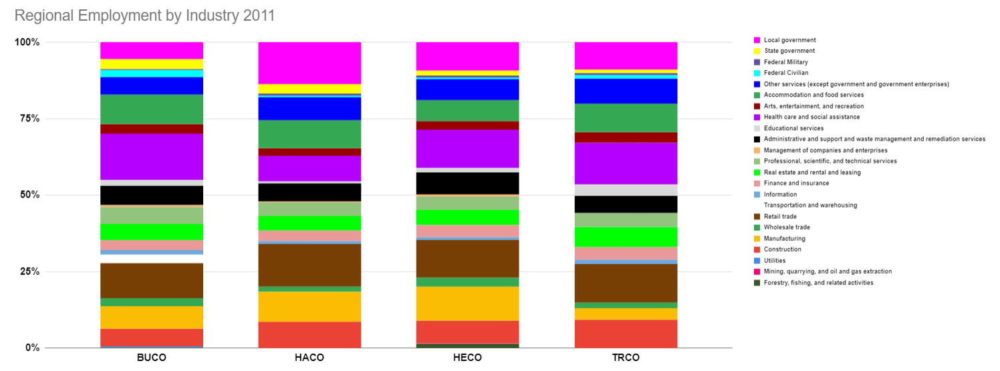 Regional Employment by Industry 2011
100%
75%
50%
25%
0%
BUCO
HACO
HECO
TRCO
Local government
State government
Federal Military
Federal Civilian
Other services (except government and government enterprises)
Accommodation and food services
Arts, entertainment, and recreation
Health care and social assistance
Educational services
Administrative and support and waste management and remediation services
Management of companies and enterprises
Professional, scientific, and technical services
Real estate and rental and leasing
Finance and insurance
Information
Transportation and warehousing
Retail trade
Wholesale trade
Manufacturing
Construction
Utilities
Mining, quarrying, and oil and gas extraction
Forestry, fishing, and related activities